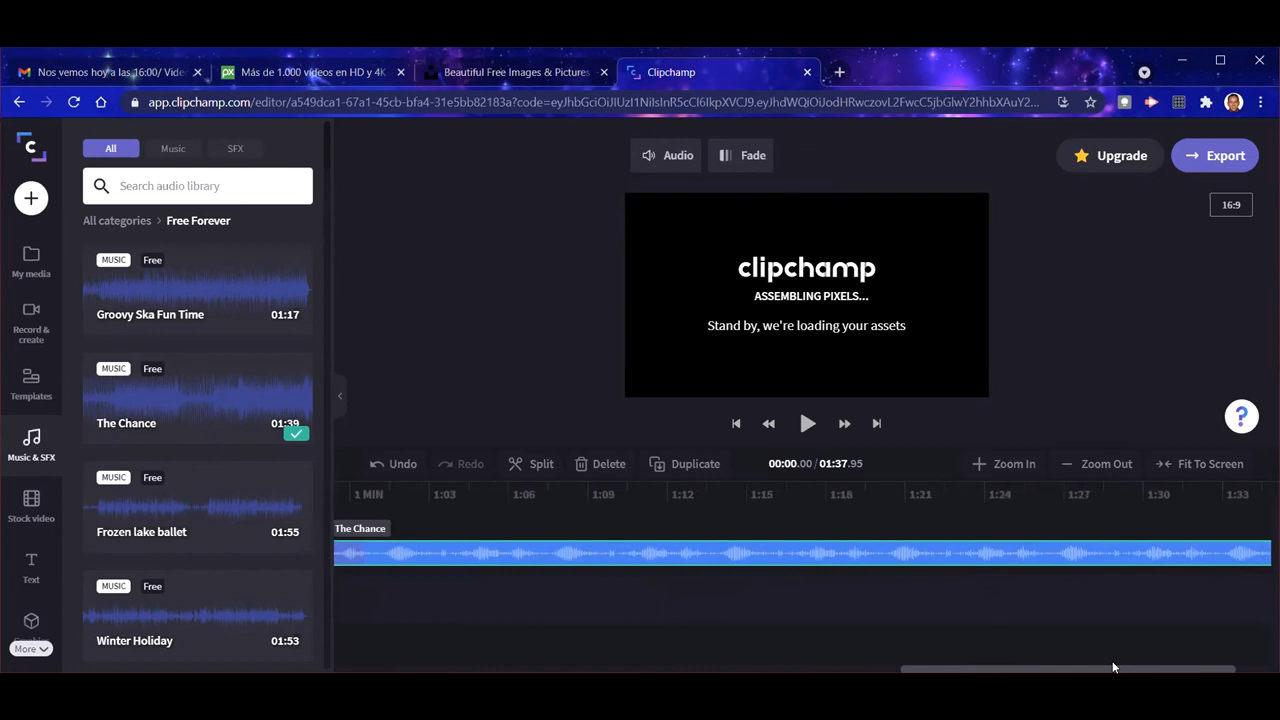 Nos vemos hoy a las 16:00/ Vide
Más de 1.000 vídeos en HD y 4K
Beautiful Free Images & Pictures
Clipchamp
app.clipchamp.com/editor/a549dca1-67a1-45cb-bfa4-31e5bb82183a?code=eyJhbGciOiJIUzI1NiIsInR5cCI6IkpXVCJ9.eyJhdWQiOiJodHRwczovL2FwcC5jbGlwY2hhbXAuY2...
All
Music
SFX
Audio
Fade
Upgrade
Export
Search audio library
16:9
All categories > Free Forever
My media
MUSIC
Free
Groovy Ska Fun Time
01:17
clipchamp
ASSEMBLING PIXELS...
Stand by, we're loading your assets
Record &
create
MUSIC
Free
Templates
The Chance
01:39
Music & SFX
Undo
Redo
Split
Delete
Duplicate
00:00.00 / 01:37.95
Zoom In
Zoom Out
Fit To Screen
MUSIC
Free
1 MIN
1:03
1:06
1:09
1:12
1:15
1:18
1:21
1:24
1:27
1:30
1:33
Stock video
Frozen lake ballet
01:55
The Chance
Text
MUSIC
Free
Winter Holiday
01:53
More